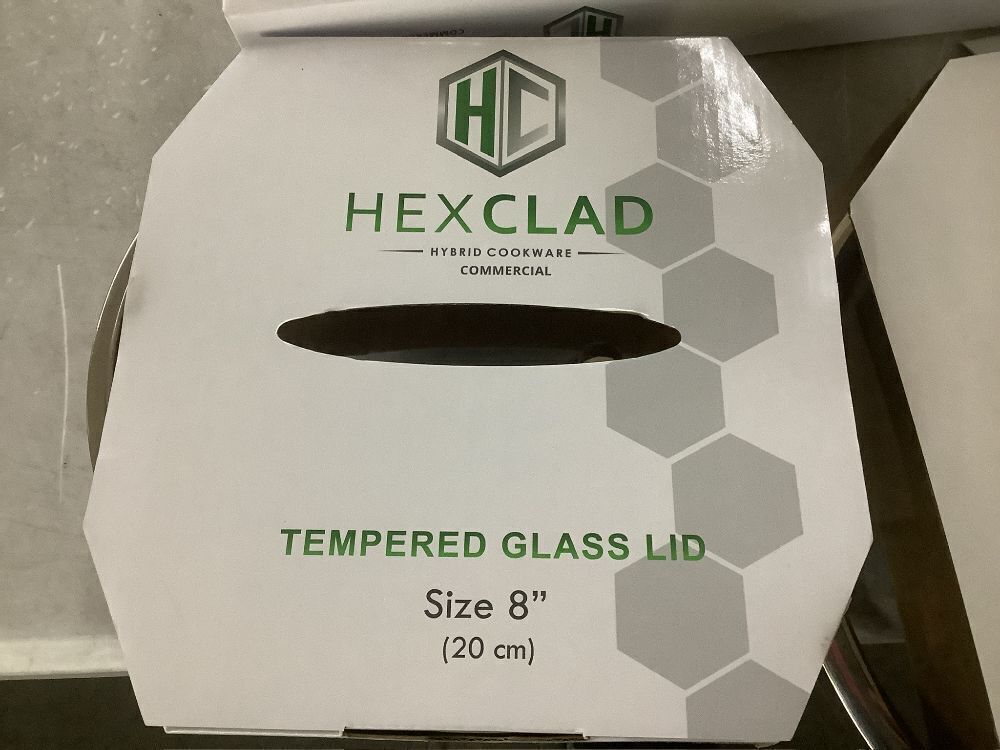 HC
HEXCLAD
HYBRID COOKWARE
COMMERCIAL
TEMPERED GLASS LID
Size 8”
(20 cm)